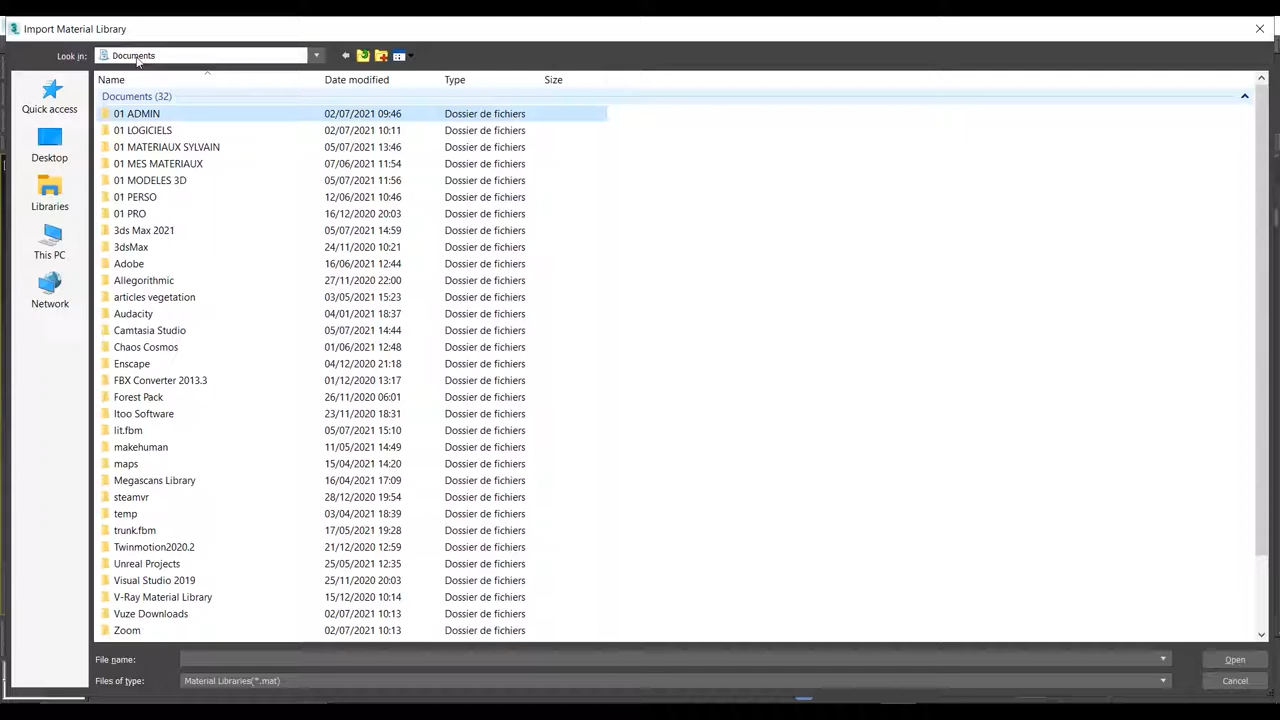 Import Material Library
Look in: Documents
Quick access
Desktop
Libraries
This PC
Network
Name Date modified Type Size
Documents (32)
01 ADMIN 02/07/2021 09:46 Dossier de fichiers
01 LOGICIELS 02/07/2021 10:11 Dossier de fichiers
01 MATERIAUX SYLVAIN 05/07/2021 13:46 Dossier de fichiers
01 MES MATERIAUX 07/06/2021 11:54 Dossier de fichiers
01 MODELES 3D 05/07/2021 11:56 Dossier de fichiers
01 PERSO 12/06/2021 10:46 Dossier de fichiers
01 PRO 16/12/2020 20:03 Dossier de fichiers
3ds Max 2021 05/07/2021 14:59 Dossier de fichiers
3dsMax 24/11/2020 10:21 Dossier de fichiers
Adobe 16/06/2021 12:44 Dossier de fichiers
Allegorithmic 27/11/2020 22:00 Dossier de fichiers
articles vegetation 03/05/2021 15:23 Dossier de fichiers
Audacity 04/01/2021 18:37 Dossier de fichiers
Camtasia Studio 05/07/2021 14:44 Dossier de fichiers
Chaos Cosmos 01/06/2021 12:48 Dossier de fichiers
Enscape 04/12/2020 21:18 Dossier de fichiers
FBX Converter 2013.3 01/12/2020 13:17 Dossier de fichiers
Forest Pack 26/11/2020 06:01 Dossier de fichiers
Itoo Software 23/11/2020 18:31 Dossier de fichiers
lit.fbm 05/07/2021 15:10 Dossier de fichiers
makehuman 11/05/2021 14:49 Dossier de fichiers
maps 15/04/2021 14:20 Dossier de fichiers
Megascans Library 16/04/2021 17:09 Dossier de fichiers
steamvr 28/12/2020 19:54 Dossier de fichiers
temp 03/04/2021 18:39 Dossier de fichiers
trunk.fbm 17/05/2021 19:28 Dossier de fichiers
Twinmotion2020.2 21/12/2020 12:59 Dossier de fichiers
Unreal Projects 25/05/2021 12:35 Dossier de fichiers
Visual Studio 2019 25/11/2020 20:03 Dossier de fichiers
V-Ray Material Library 15/12/2020 10:14 Dossier de fichiers
Vuze Downloads 02/07/2021 10:13 Dossier de fichiers
Zoom 02/07/2021 10:13 Dossier de fichiers
File name: Open
Files of type: Material Libraries(*.mat) Cancel